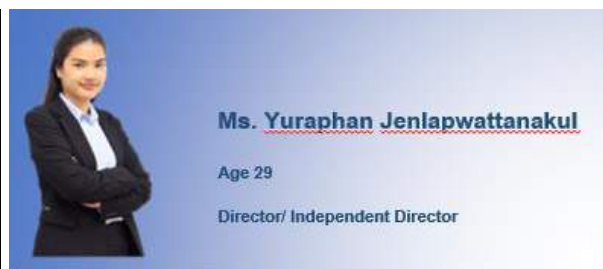 Ms. Yuraphan Jenlapwattanakul
Age 29
Director/ Independent Director